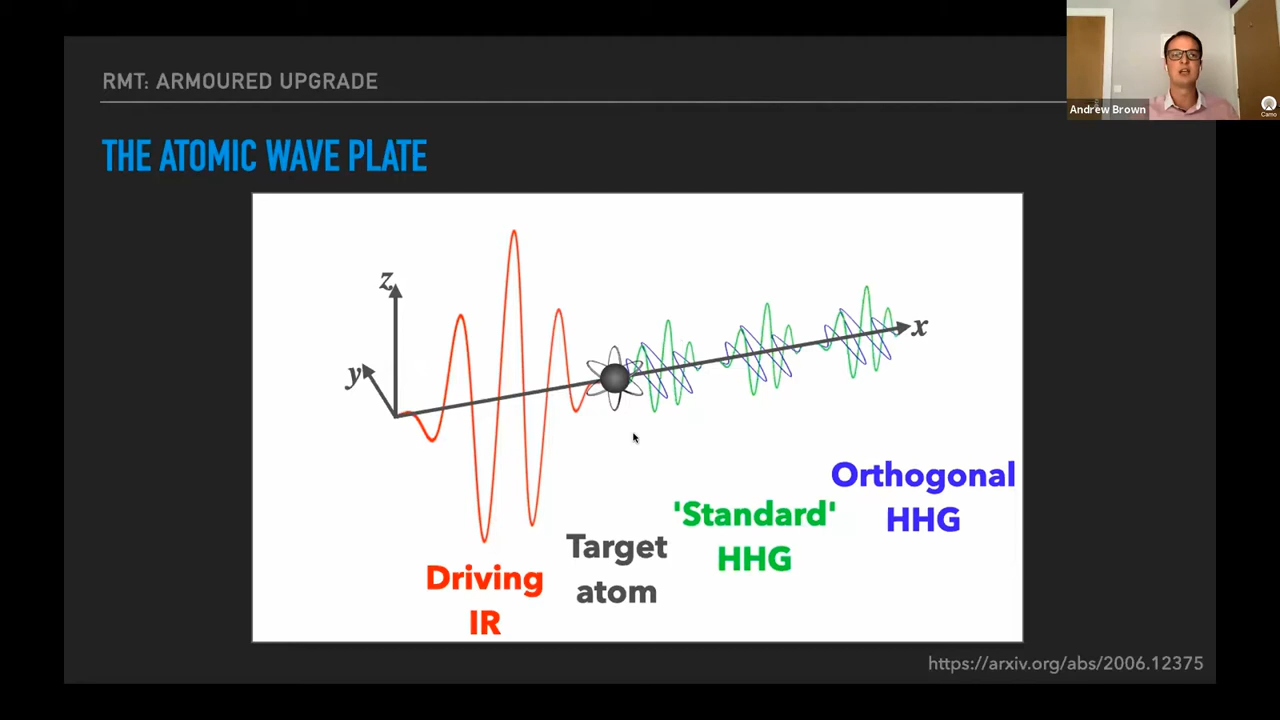 RMT: ARMOURED UPGRADE
Andrew Brown
Camo
THE ATOMIC WAVE PLATE
z
y
x
Orthogonal
HHG
'Standard'
HHG
Target
atom
Driving
IR
https://arxiv.org/abs/2006.12375